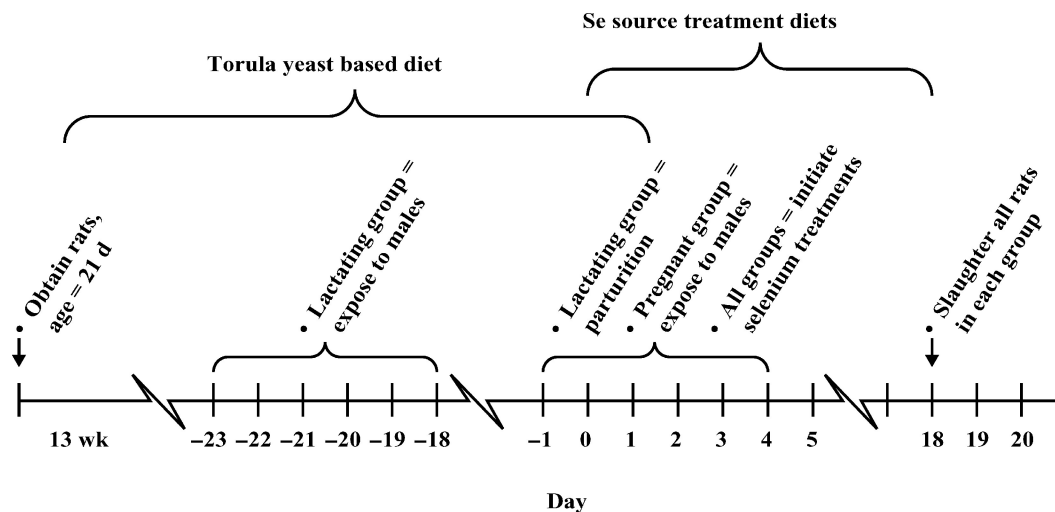 Se source treatment diets
Torula yeast based diet
• Obtain rats,
age = 21 d
• Lactating group =
expose to males
• Lactating group =
parturition
• Pregnant group =
expose to males
• All groups = initiate
selenium treatments
• Slaughter all rats
in each group
13 wk –23 –22 –21 –20 –19 –18 –1 0 1 2 3 4 5 18 19 20
Day